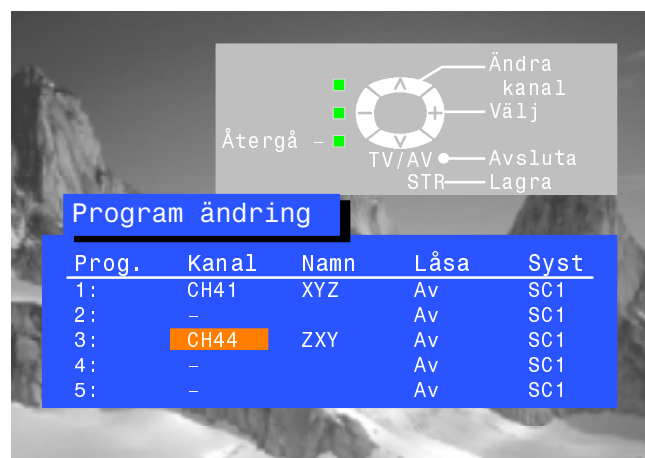 Ändra
kanal
Välj
Återgå –
TV/AV Avsluta
STR Lagra
Program ändring
Prog. Kanal Namn Låsa Syst
1: CH41 XYZ Av SC1
2: – Av SC1
3: CH44 ZXY Av SC1
4: – Av SC1
5: – Av SC1